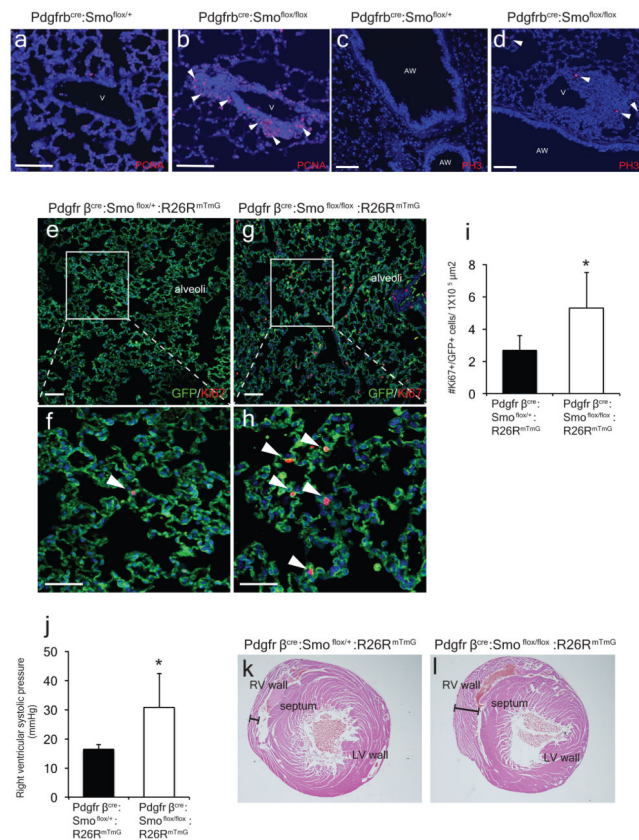 Pdgfrbcre:Smoflox/+ Pdgfrbcre:Smoflox/flox Pdgfrbcre:Smoflox/+ Pdgfrbcre:Smoflox/flox
a b c d
V V AW V
AW AW
PCNA PCNA PH3 PH3
Pdgfr βcre:Smoflox/+:R26RmTmG Pdgfr βcre:Smoflox/flox:R26RmTmG
e g
alveoli alveoli
GFP/Ki67 GFP/Ki67
f h
i
#Ki67+/GFP+ cells/ 1X10 5 µm2
8
6
4
2
0
*
Pdgfr βcre: Pdgfr βcre:
Smoflox/+: Smoflox/flox:
R26RmTmG :R26RmTmG
j
Right ventricular systolic pressure
(mmHg)
50
40
30
20
10
0
*
Pdgfr βcre: Pdgfr βcre:
Smoflox/+: Smoflox/flox:
R26RmTmG :R26RmTmG
Pdgfr βcre:Smoflox/+:R26RmTmG Pdgfr βcre:Smoflox/flox:R26RmTmG
k l
RV wall RV wall
septum septum
LV wall LV wall